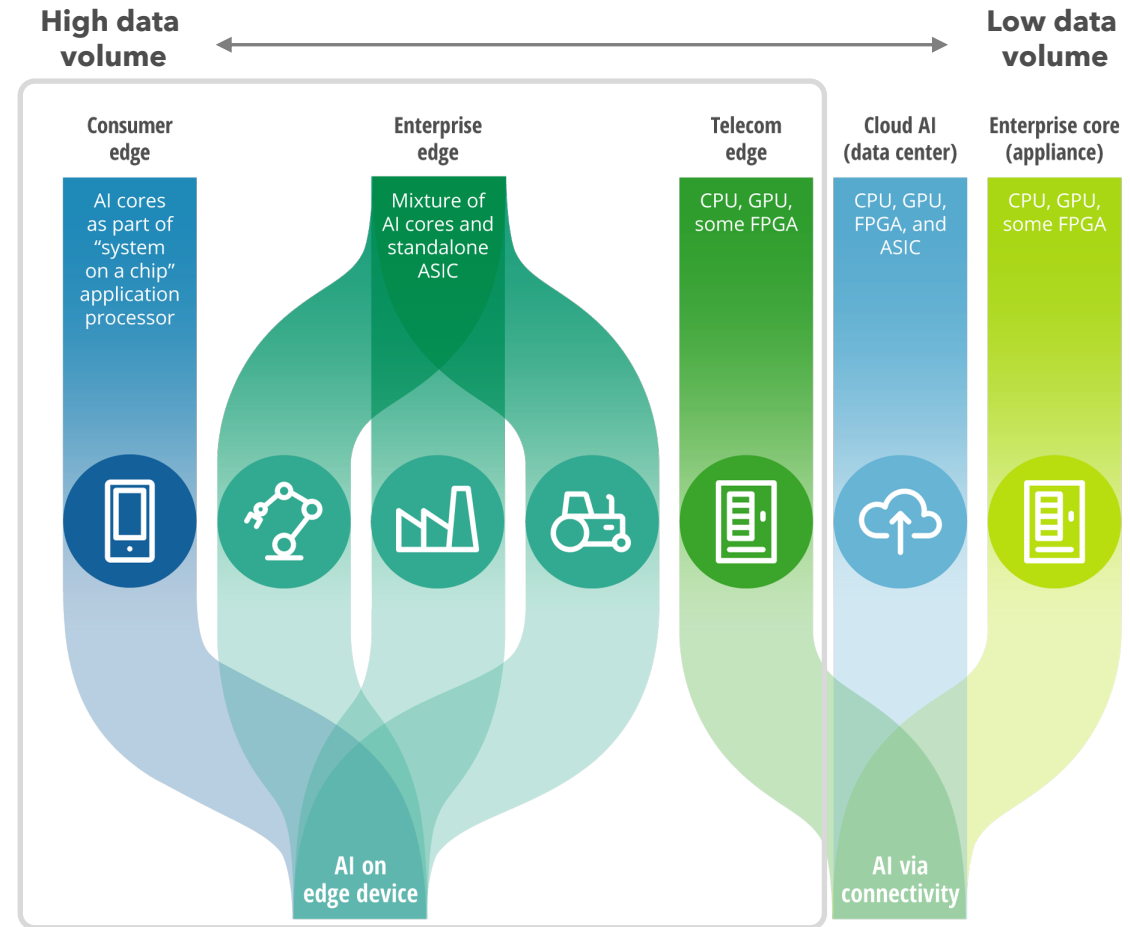 High data
volume
Low data
volume
Consumer
edge
Enterprise
edge
Telecom
edge
Cloud AI
(data center)
Enterprise core
(appliance)
AI cores
as part of
“system
on a chip”
application
processor
Mixture of
AI cores and
standalone
ASIC
CPU, GPU,
some FPGA
CPU, GPU,
FPGA, and
ASIC
CPU, GPU,
some FPGA
AI on
edge device
AI via
connectivity